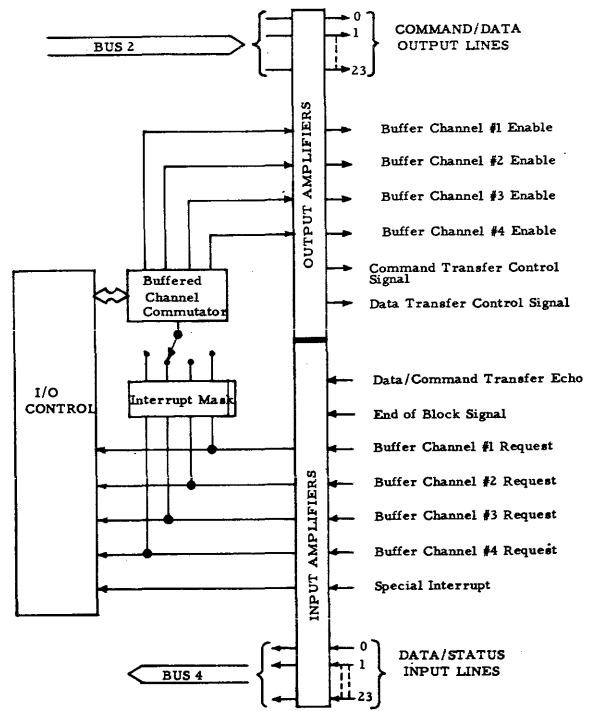 BUS 2
0
1
23
COMMAND/DATA
OUTPUT LINES
OUTPUT AMPLIFIERS
Buffer Channel #1 Enable
Buffer Channel #2 Enable
Buffer Channel #3 Enable
Buffer Channel #4 Enable
Command Transfer Control
Signal
Data Transfer Control Signal
Buffered
Channel
Commutator
I/O
CONTROL
Interrupt Mask
INPUT AMPLIFIERS
Data/Command Transfer Echo
End of Block Signal
Buffer Channel #1 Request
Buffer Channel #2 Request
Buffer Channel #3 Request
Buffer Channel #4 Request
Special Interrupt
BUS 4
0
1
23
DATA/STATUS
INPUT LINES